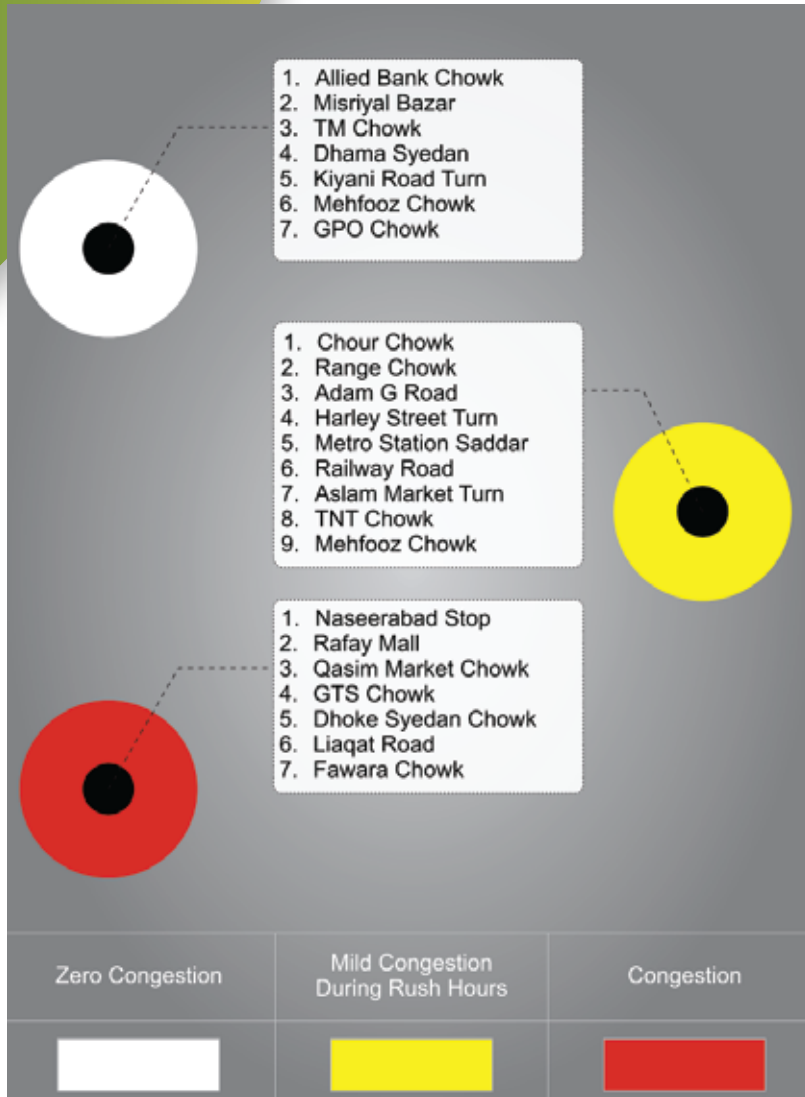 1. Allied Bank Chowk
2. Misriyal Bazar
3. TM Chowk
4. Dhama Syedan
5. Kiyani Road Turn
6. Mehfooz Chowk
7. GPO Chowk
1. Chour Chowk
2. Range Chowk
3. Adam G Road
4. Harley Street Turn
5. Metro Station Saddar
6. Railway Road
7. Aslam Market Turn
8. TNT Chowk
9. Mehfooz Chowk
1. Naseerabad Stop
2. Rafay Mall
3. Qasim Market Chowk
4. GTS Chowk
5. Dhoke Syedan Chowk
6. Liaqat Road
7. Fawara Chowk
Zero Congestion
Mild Congestion
During Rush Hours
Congestion